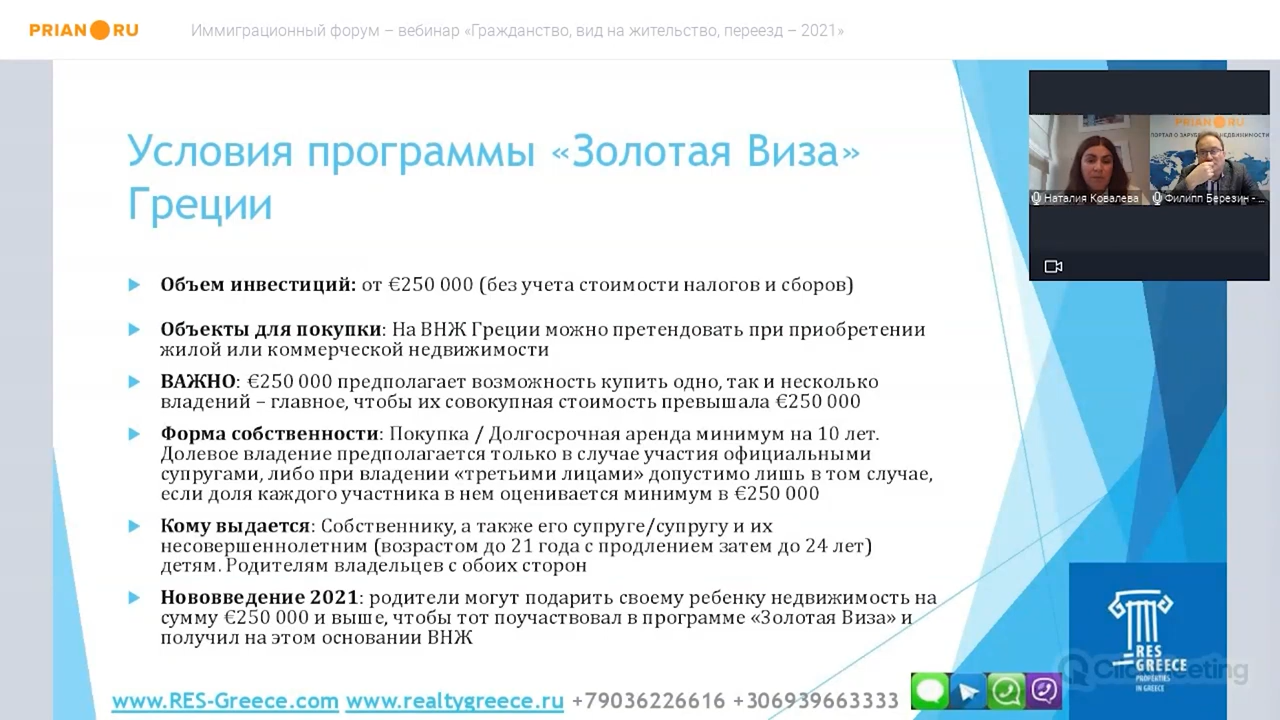 PRIAN RU
Иммиграционный форум – вебинар «Гражданство, вид на жительство, переезд – 2021»
Условия программы «Золотая Виза»
Греции
Объем инвестиций: от €250 000 (без учета стоимости налогов и сборов)
Объекты для покупки: На ВНЖ Греции можно претендовать при приобретении
жилой или коммерческой недвижимости
ВАЖНО: €250 000 предполагает возможность купить одно, так и несколько
владений – главное, чтобы их совокупная стоимость превышала €250 000
Форма собственности: Покупка / Долгосрочная аренда минимум на 10 лет.
Долевое владение предполагается только в случае участия официальными
супругами, либо при владении «третьими лицами» допустимо лишь в том случае,
если доля каждого участника в нем оценивается минимум в €250 000
Кому выдается: Собственнику, а также его супруге/супругу и их
несовершеннолетним (возрастом до 21 года с продлением затем до 24 лет)
детям. Родителям владельцев с обоих сторон
Нововведение 2021: родители могут подарить своему ребенку недвижимость на
сумму €250 000 и выше, чтобы тот поучаствовал в программе «Золотая Виза» и
получил на этом основании ВНЖ
www.RES-Greece.com www.realtygreece.ru +79036226616 +306939663333
PRIAN RU
Наталия Ковалева
Филипп Березин - ...
RES
GREECE
PROPERTIES
IN GREECE
ClickMeeting